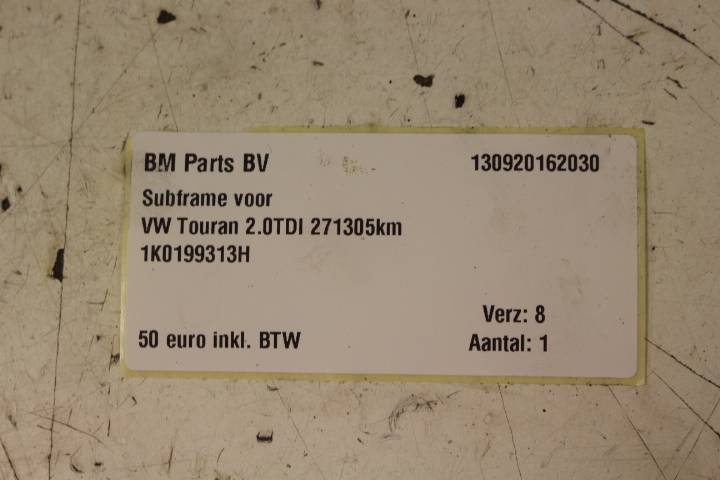 BM Parts BV 130920162030
Subframe voor
VW Touran 2.0TDI 271305km
1K0199313H
Verz: 8
50 euro inkl. BTW Aantal: 1